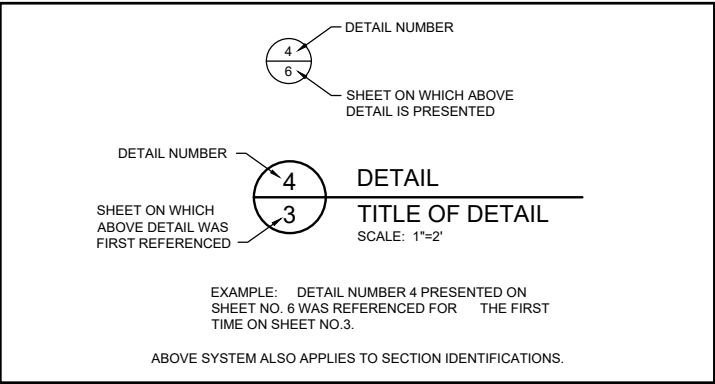 DETAIL NUMBER
4
6
SHEET ON WHICH ABOVE
DETAIL IS PRESENTED
DETAIL NUMBER
4
DETAIL
SHEET ON WHICH
ABOVE DETAIL WAS
FIRST REFERENCED
3
TITLE OF DETAIL
SCALE: 1"=2'
EXAMPLE: DETAIL NUMBER 4 PRESENTED ON
SHEET NO. 6 WAS REFERENCED FOR THE FIRST
TIME ON SHEET NO.3.
ABOVE SYSTEM ALSO APPLIES TO SECTION IDENTIFICATIONS.